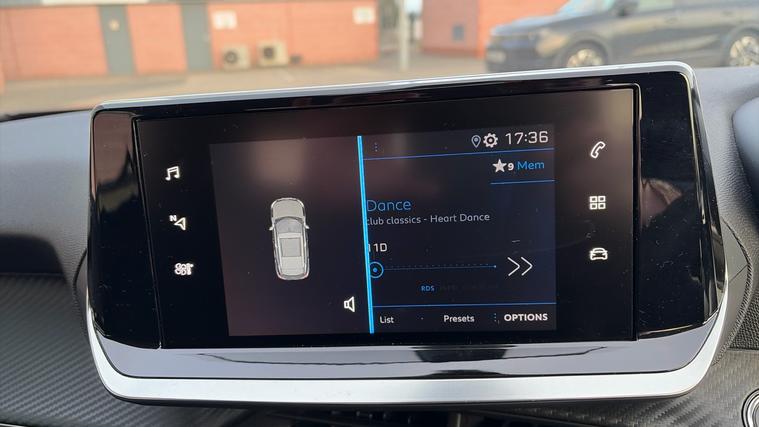 17:36
9 Mem
N
Dance
club classics - Heart Dance
11D
RDS
List
Presets
OPTIONS